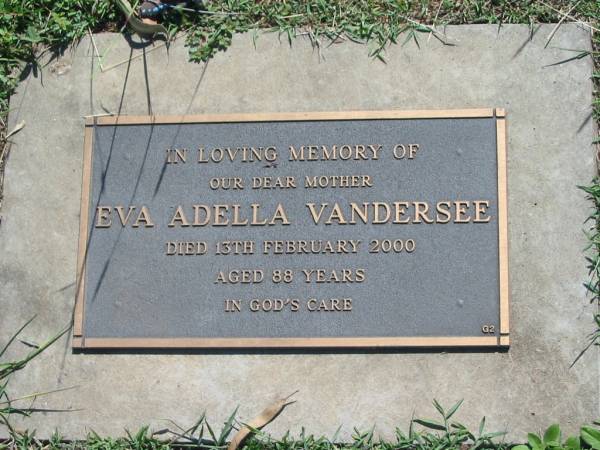 IN LOVING MEMORY OF
OUR DEAR MOTHER
EVA ADELLA VANDERSEE
DIED 13TH FEBRUARY 2000
AGED 88 YEARS
IN GOD'S CARE
G2